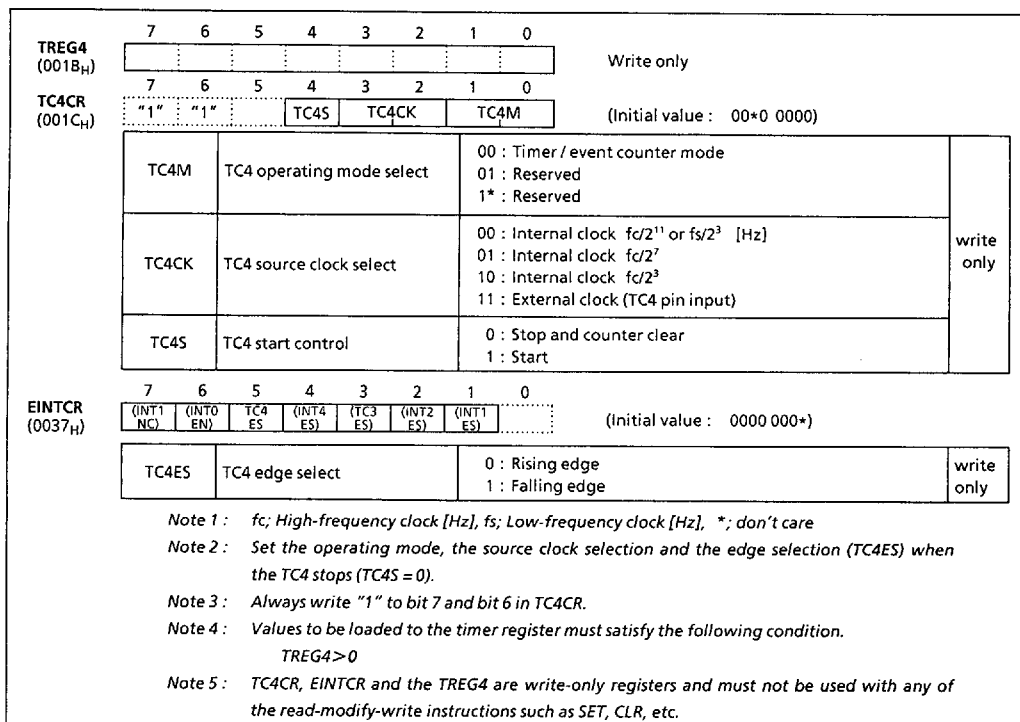 7 6 5 4 3 2 1 0
TREG4
(001BH)
Write only
7 6 5 4 3 2 1 0
TC4CR
(001CH)
"1" "1" TC4S TC4CK TC4M
(Initial value : 00*0 0000)
TC4M TC4 operating mode select
00 : Timer / event counter mode
01 : Reserved
1* : Reserved
TC4CK TC4 source clock select
00 : Internal clock fc/2¹¹ or fs/2³ [Hz]
01 : Internal clock fc/2⁷
10 : Internal clock fc/2³
11 : External clock (TC4 pin input)
TC4S TC4 start control
0 : Stop and counter clear
1 : Start
write
only
7 6 5 4 3 2 1 0
EINTCR
(0037H)
(INT1 NC) (INT0 EN) TC4 ES (INT4 ES) (TC3 ES) (INT2 ES) (INT1 ES)
(Initial value : 0000 000*)
TC4ES TC4 edge select
0 : Rising edge
1 : Falling edge
write
only
Note 1 : fc; High-frequency clock [Hz], fs; Low-frequency clock [Hz], *; don't care
Note 2 : Set the operating mode, the source clock selection and the edge selection (TC4ES) when
the TC4 stops (TC4S = 0).
Note 3 : Always write "1" to bit 7 and bit 6 in TC4CR.
Note 4 : Values to be loaded to the timer register must satisfy the following condition.
TREG4>0
Note 5 : TC4CR, EINTCR and the TREG4 are write-only registers and must not be used with any of
the read-modify-write instructions such as SET, CLR, etc.